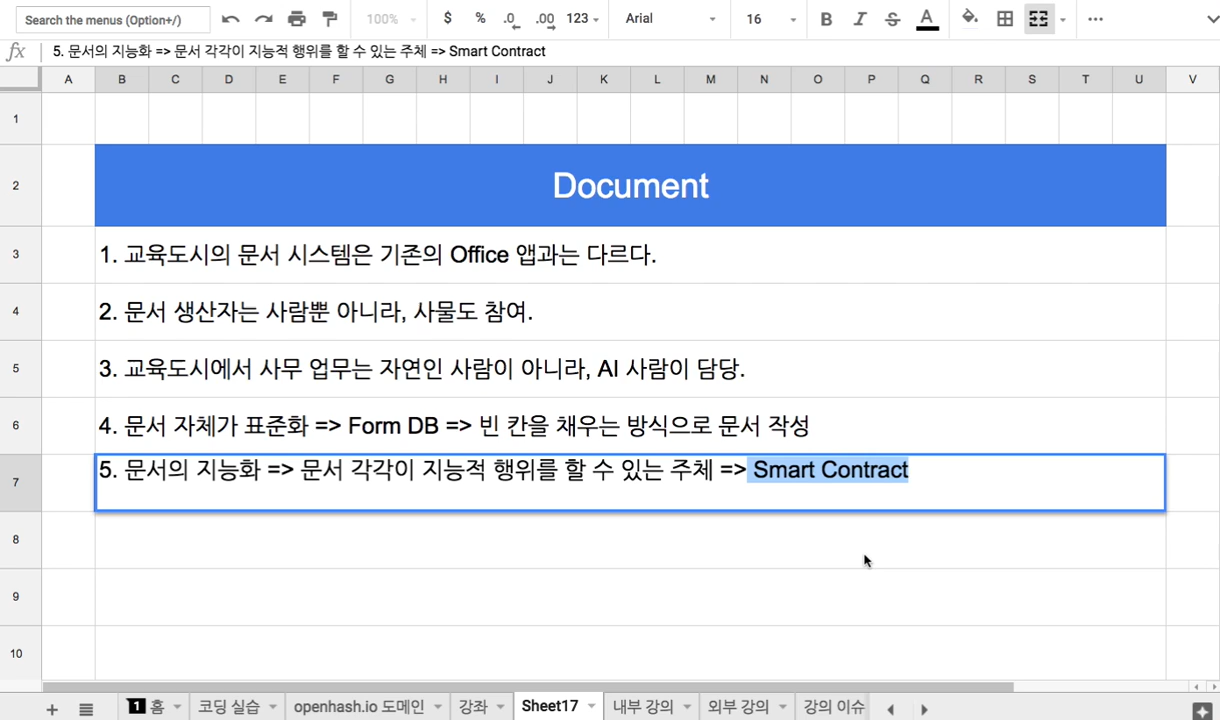 Search the menus (Option+/)
100%
$ % .0 .00 123
Arial
16
B I S A
fx 5. 문서의 지능화 => 문서 각각이 지능적 행위를 할 수 있는 주체 => Smart Contract
A B C D E F G H I J K L M N O P Q R S T U V
1
2 Document
3 1. 교육도시의 문서 시스템은 기존의 Office 앱과는 다르다.
4 2. 문서 생산자는 사람뿐 아니라, 사물도 참여.
5 3. 교육도시에서 사무 업무는 자연인 사람이 아니라, AI 사람이 담당.
6 4. 문서 자체가 표준화 => Form DB => 빈 칸을 채우는 방식으로 문서 작성
7 5. 문서의 지능화 => 문서 각각이 지능적 행위를 할 수 있는 주체 => Smart Contract
8
9
10
1 홈 코딩 실습 openhash.io 도메인 강좌 Sheet17 내부 강의 외부 강의 강의 이슈